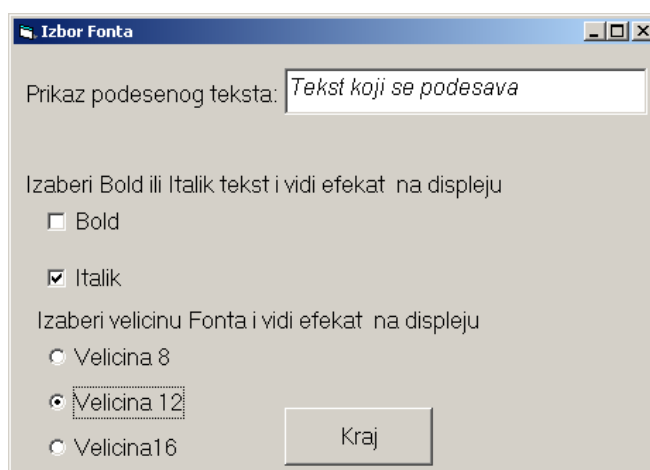 Izbor Fonta
Prikaz podesenog teksta: Tekst koji se podesava
Izaberi Bold ili Italik tekst i vidi efekat na displeju
Bold
Italik
Izaberi velicinu Fonta i vidi efekat na displeju
Velicina 8
Velicina 12
Velicina16
Kraj